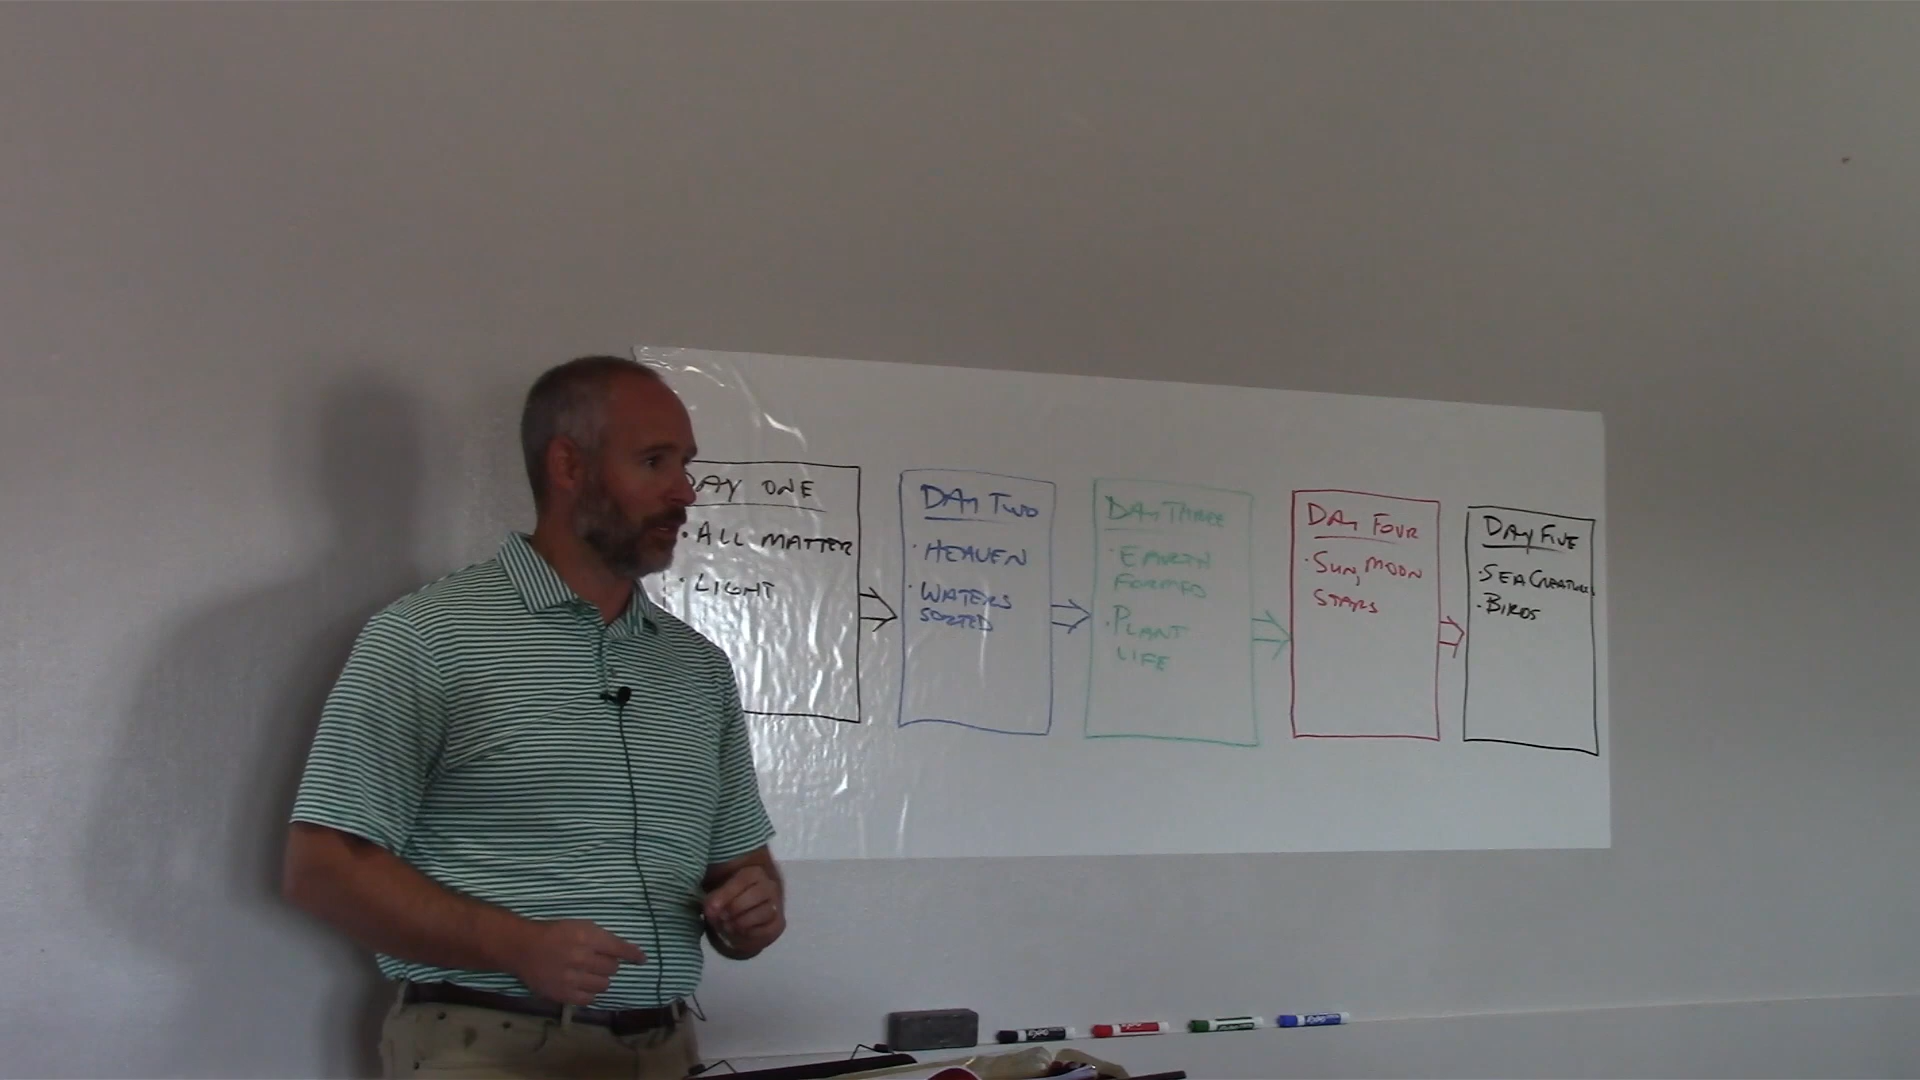 DAY ONE
· ALL MATTER
· LIGHT
DAY TWO
· HEAVEN
· WATERS
SORTED
DAY THREE
· EARTH
FORMED
· PLANT
LIFE
DAY FOUR
· SUN, MOON
STARS
DAY FIVE
· SEA CREATURES
· BIRDS